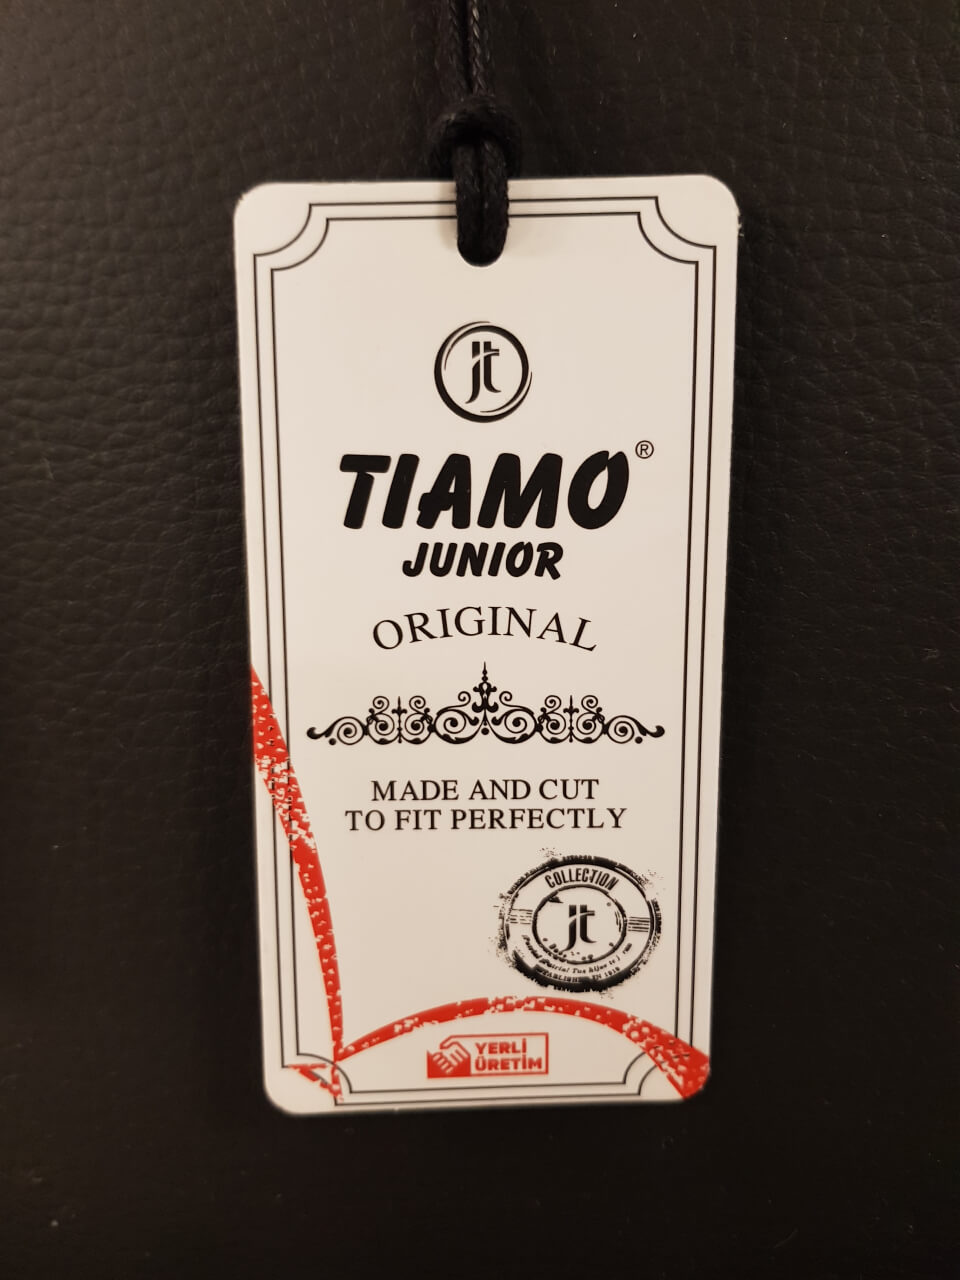 jt
TIAMO®
JUNIOR
ORIGINAL
MADE AND CUT
TO FIT PERFECTLY
COLLECTION
jt
YERLİ
ÜRETİM